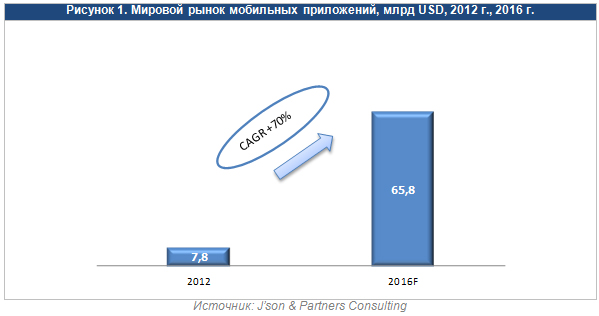 Рисунок 1. Мировой рынок мобильных приложений, млрд USD, 2012 г., 2016 г.
CAGR+70%
65,8
7,8
2012
2016F
Источник: J'son & Partners Consulting